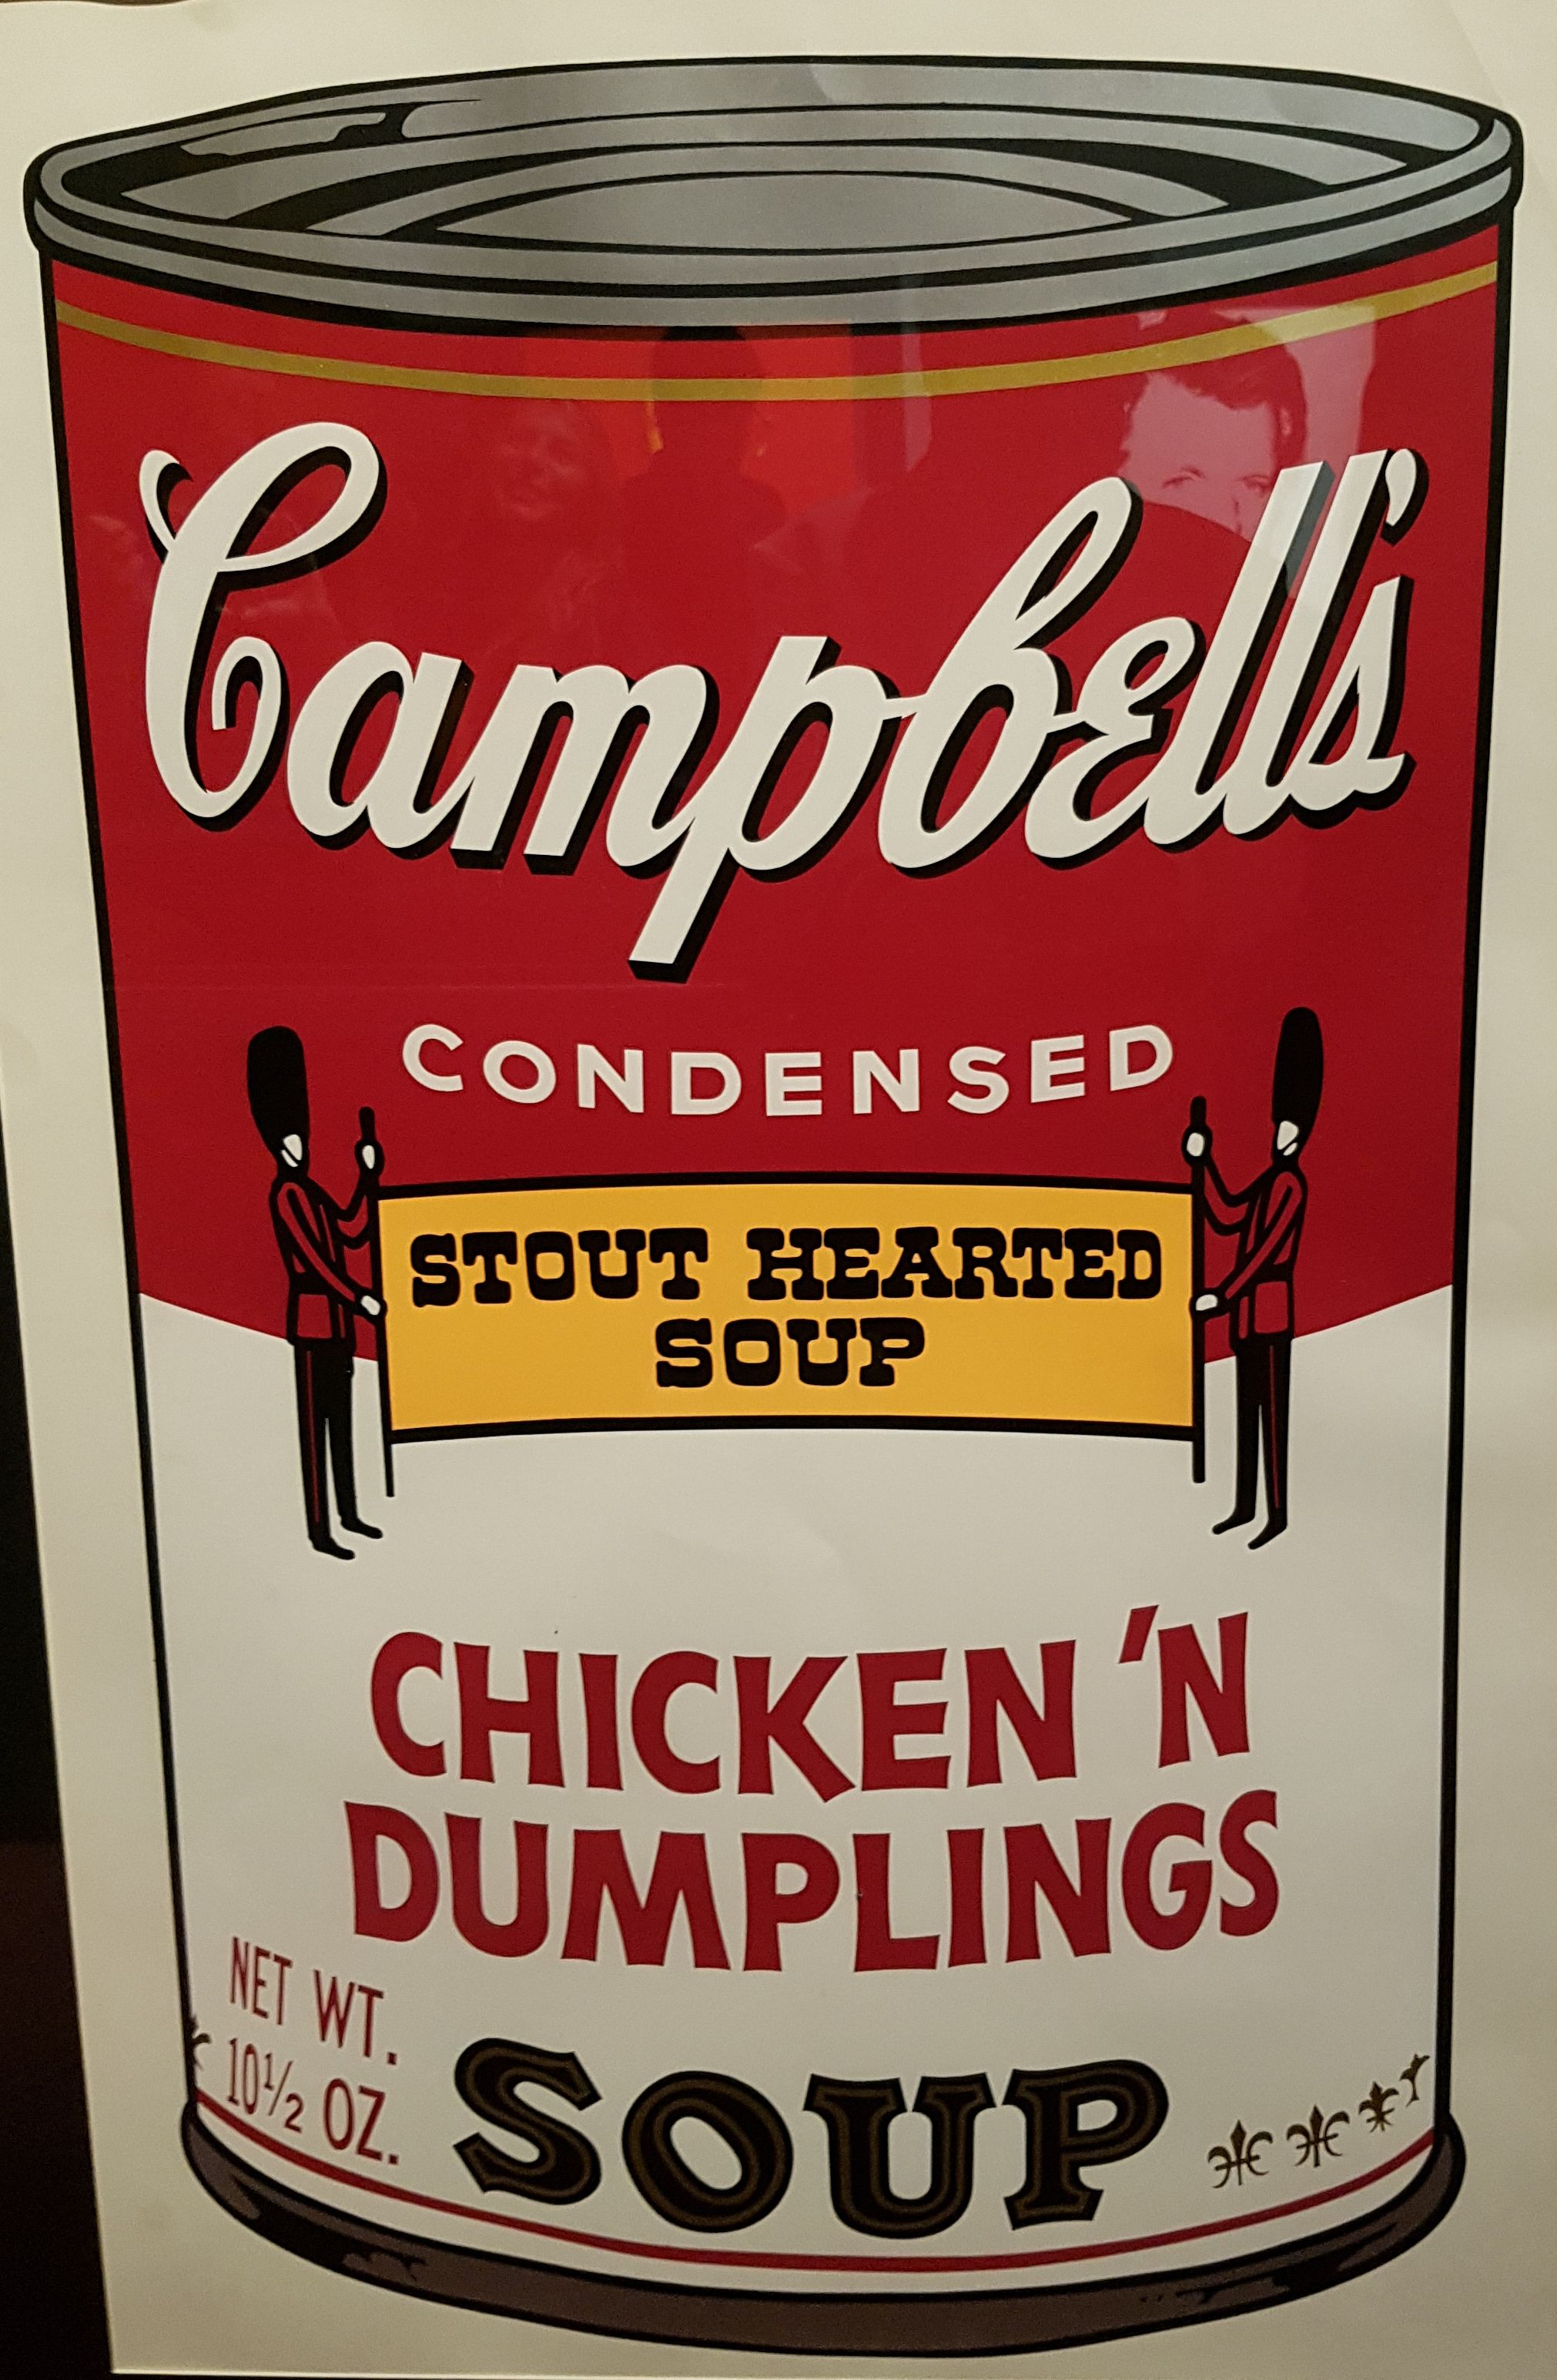 Campbell's
CONDENSED
STOUT HEARTED
SOUP
CHICKEN 'N
DUMPLINGS
NET WT.
10½ OZ.
SOUP